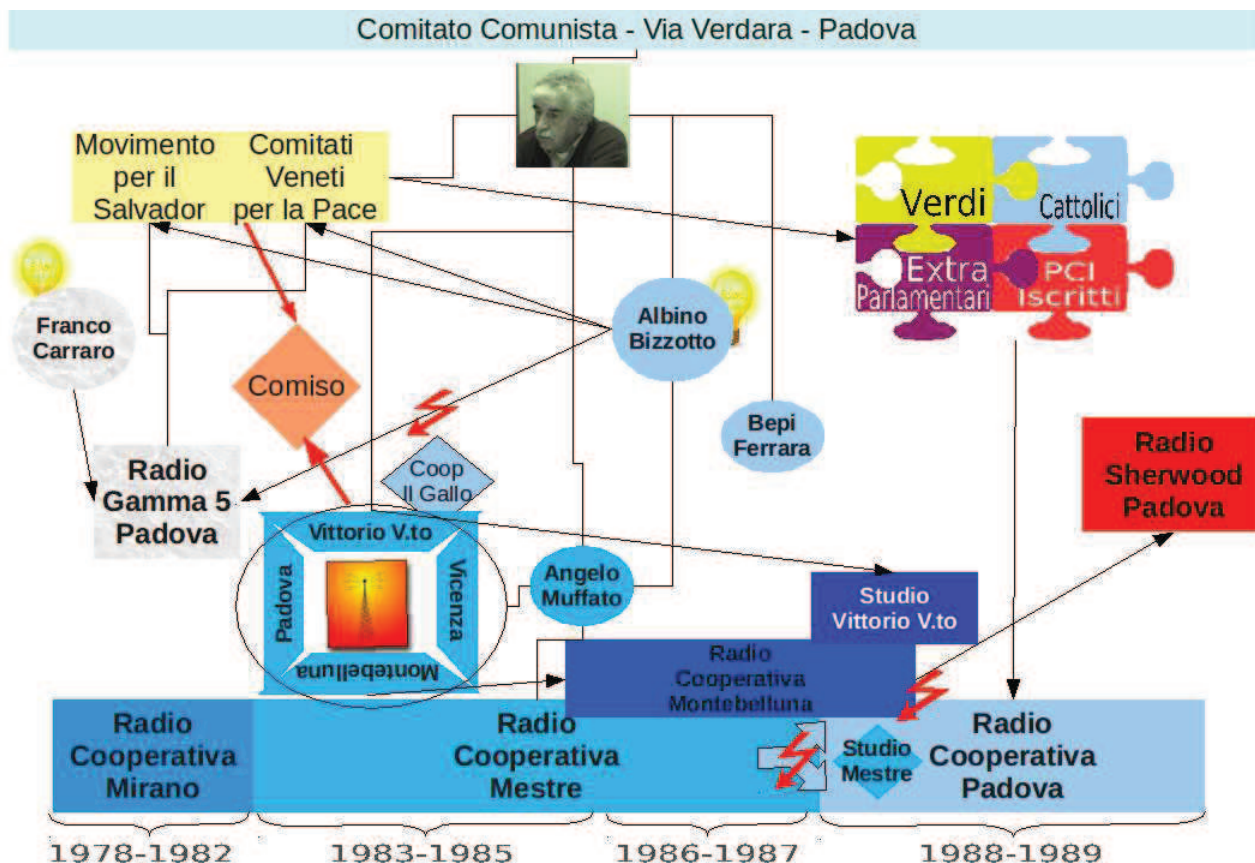 Comitato Comunista - Via Verdara - Padova
Movimento
per il
Salvador
Comitati
Veneti
per la Pace
Verdi
Cattolici
Extra
Parlamentari
PCI
Iscritti
Franco
Carraro
Albino
Bizzotto
Comiso
Bepi
Ferrara
Radio
Gamma 5
Padova
Coop
Il Gallo
Radio
Sherwood
Padova
Vittorio V.to
Padova
Vicenza
Montebelluna
Angelo
Muffato
Studio
Vittorio V.to
Radio
Cooperativa
Montebelluna
Radio
Cooperativa
Mirano
Radio
Cooperativa
Mestre
Studio
Mestre
Radio
Cooperativa
Padova
1978-1982
1983-1985
1986-1987
1988-1989